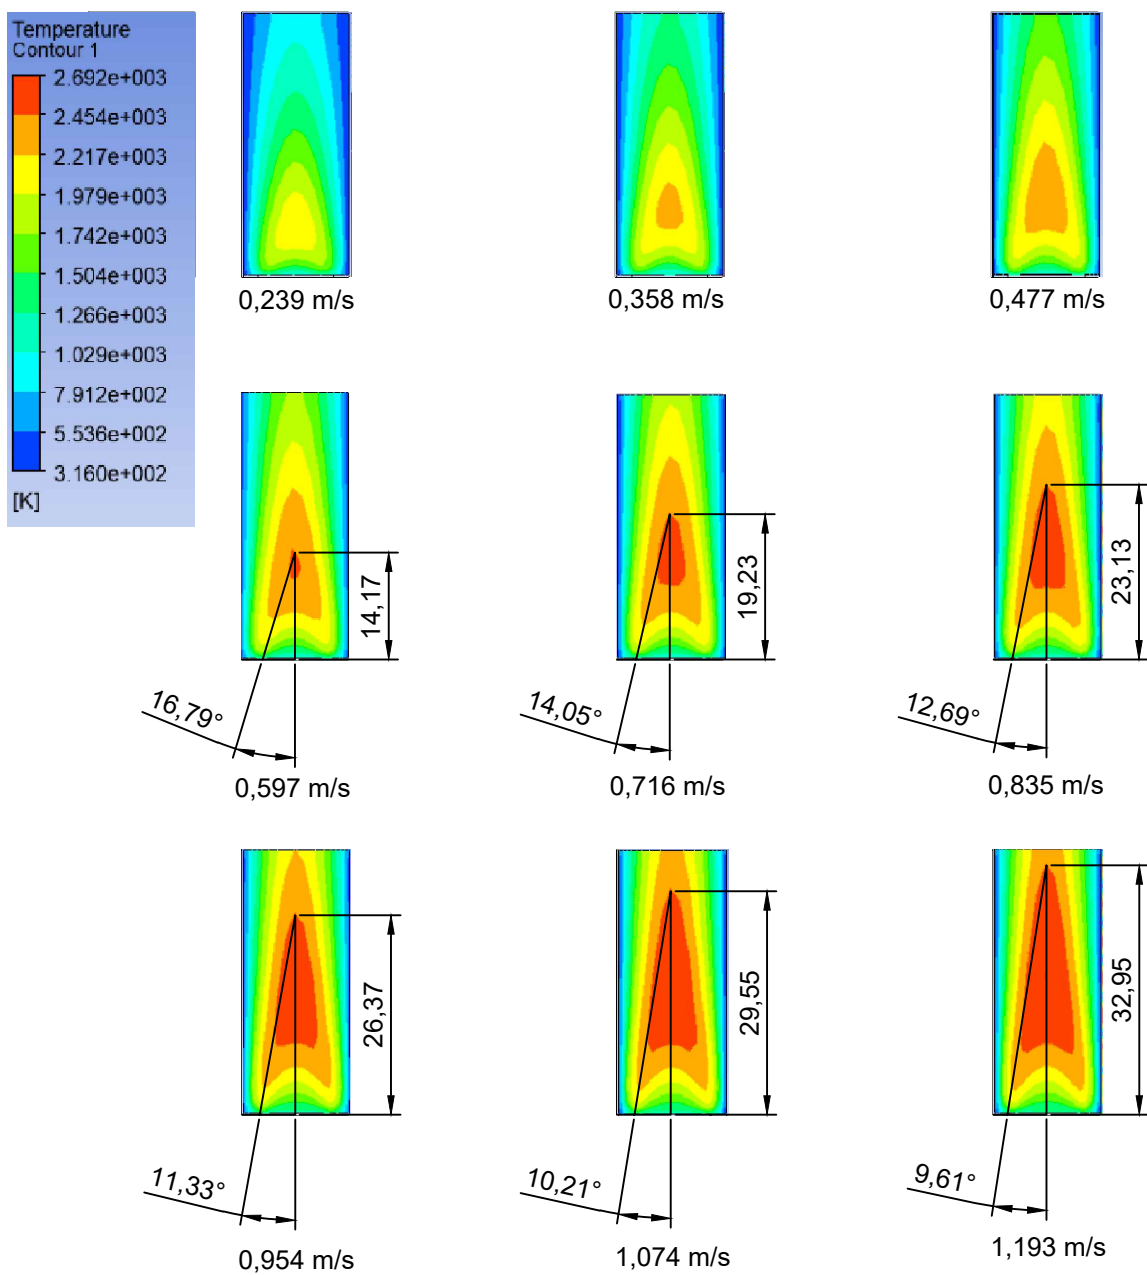 Temperature
Contour 1
2.692e+003
2.454e+003
2.217e+003
1.979e+003
1.742e+003
1.504e+003
1.266e+003
1.029e+003
7.912e+002
5.536e+002
3.160e+002
[K]
0,239 m/s
0,358 m/s
0,477 m/s
14,17
16,79°
0,597 m/s
19,23
14,05°
0,716 m/s
23,13
12,69°
0,835 m/s
26,37
11,33°
0,954 m/s
29,55
10,21°
1,074 m/s
32,95
9,61°
1,193 m/s